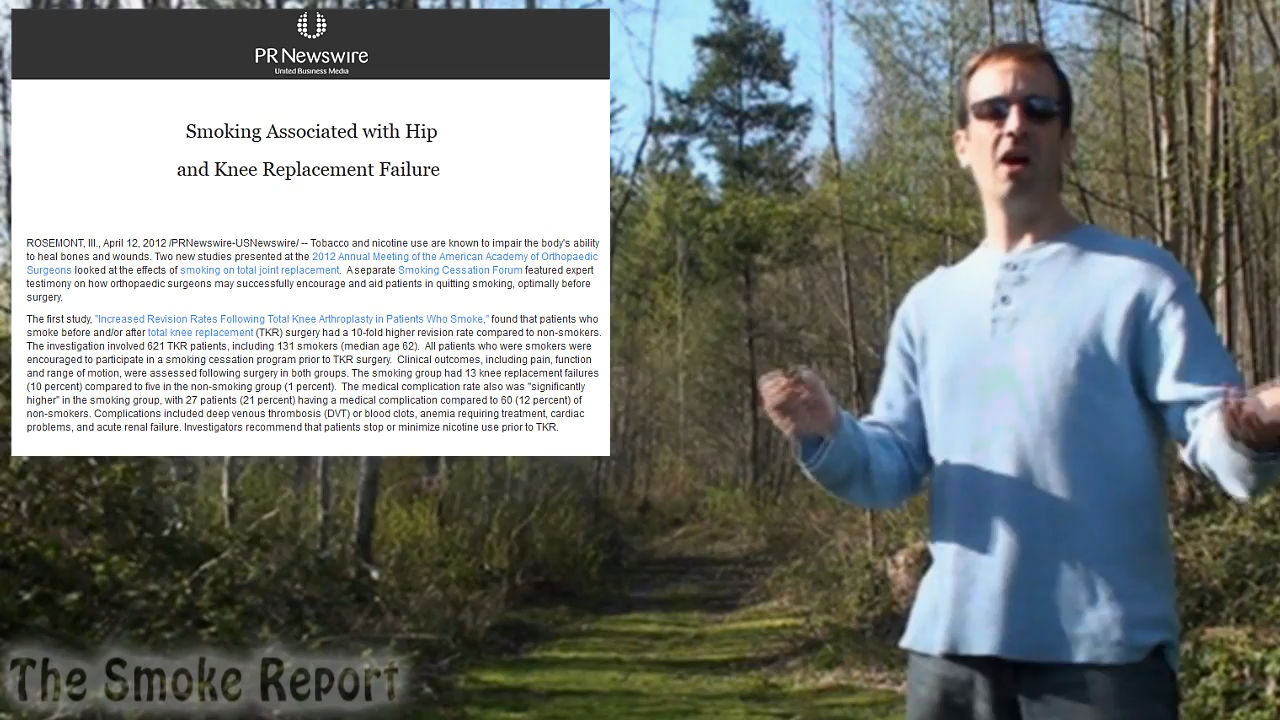 PR Newswire
United Business Media
Smoking Associated with Hip
and Knee Replacement Failure
ROSEMONT, Ill., April 12, 2012 /PRNewswire-USNewswire/ -- Tobacco and nicotine use are known to impair the body's ability
to heal bones and wounds. Two new studies presented at the 2012 Annual Meeting of the American Academy of Orthopaedic
Surgeons looked at the effects of smoking on total joint replacement. A separate Smoking Cessation Forum featured expert
testimony on how orthopaedic surgeons may successfully encourage and aid patients in quitting smoking, optimally before
surgery.
The first study, "Increased Revision Rates Following Total Knee Arthroplasty in Patients Who Smoke," found that patients who
smoke before and/or after total knee replacement (TKR) surgery had a 10-fold higher revision rate compared to non-smokers.
The investigation involved 621 TKR patients, including 131 smokers (median age 62). All patients who were smokers were
encouraged to participate in a smoking cessation program prior to TKR surgery. Clinical outcomes, including pain, function
and range of motion, were assessed following surgery in both groups. The smoking group had 13 knee replacement failures
(10 percent) compared to five in the non-smoking group (1 percent). The medical complication rate also was "significantly
higher" in the smoking group, with 27 patients (21 percent) having a medical complication compared to 60 (12 percent) of
non-smokers. Complications included deep venous thrombosis (DVT) or blood clots, anemia requiring treatment, cardiac
problems, and acute renal failure. Investigators recommend that patients stop or minimize nicotine use prior to TKR.
The Smoke Report